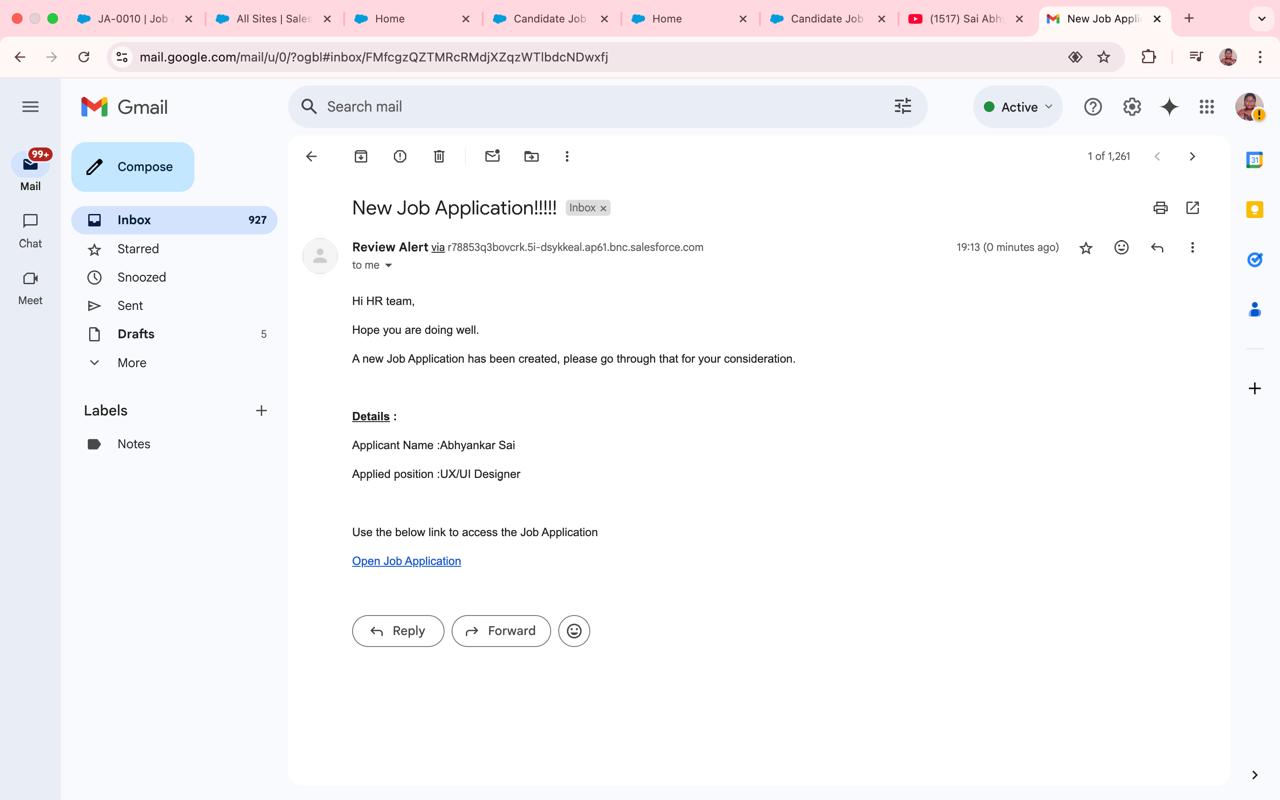 JA-0010 | Job
All Sites | Sales
Home
Candidate Job
Home
Candidate Job
(1517) Sai Abh
New Job Appli
mail.google.com/mail/u/0/?ogbl#inbox/FMfcgzQZTMRcRMdjXZqzWTlbdcNDwxfj
Gmail
Search mail
Active
99+
Mail
Chat
Meet
Compose
Inbox 927
Starred
Snoozed
Sent
Drafts 5
More
Labels
Notes
1 of 1,261
New Job Application!!!!! Inbox x
Review Alert via r78853q3bovcrk.5i-dsykkeal.ap61.bnc.salesforce.com 19:13 (0 minutes ago)
to me
Hi HR team,
Hope you are doing well.
A new Job Application has been created, please go through that for your consideration.
Details :
Applicant Name :Abhyankar Sai
Applied position :UX/UI Designer
Use the below link to access the Job Application
Open Job Application
Reply Forward
31